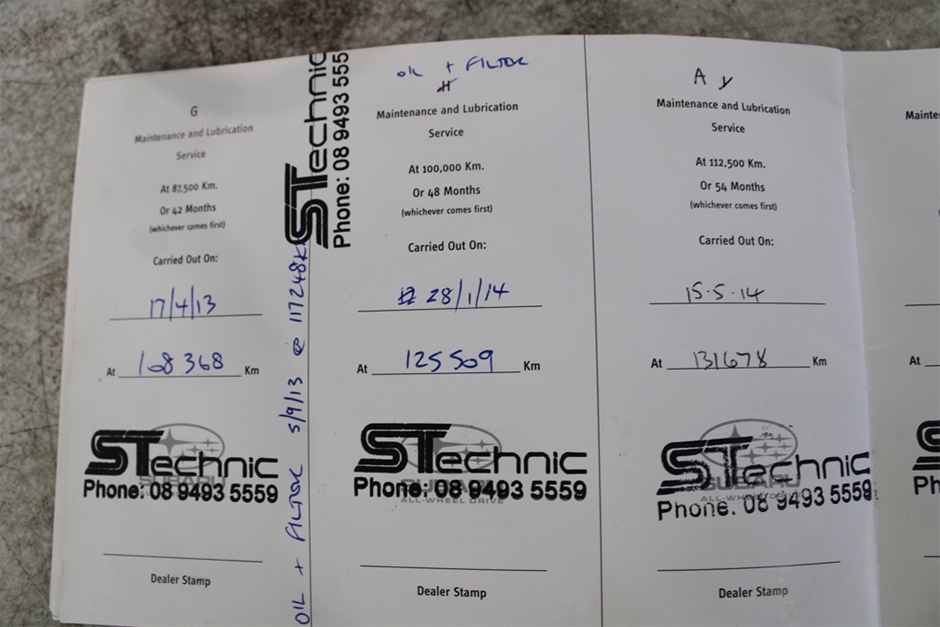 G
Maintenance and Lubrication
Service
At 87,500 Km.
Or 42 Months
(whichever comes first)
Carried Out On:
17/4/13
At 108 368 Km
STechnic
SUBARU
Phone: 08 9493 5559
Dealer Stamp
STechnic
Phone: 08 9493 555
OIL + FILTER 5/9/13 @ 117248k
OIL + FILTER
H
Maintenance and Lubrication
Service
At 100,000 Km.
Or 48 Months
(whichever comes first)
Carried Out On:
28/1/14
At 125509 Km
STechnic
SUBARU
Phone: 08 9493 5559
ALL-WHEEL DRIVE
Dealer Stamp
A y
Maintenance and Lubrication
Service
At 112,500 Km.
Or 54 Months
(whichever comes first)
Carried Out On:
15-5-14
At 131678 Km
STechnic
SUBARU
ALL-WHEEL DRIVE
Phone: 08 9493 5559
Dealer Stamp
At